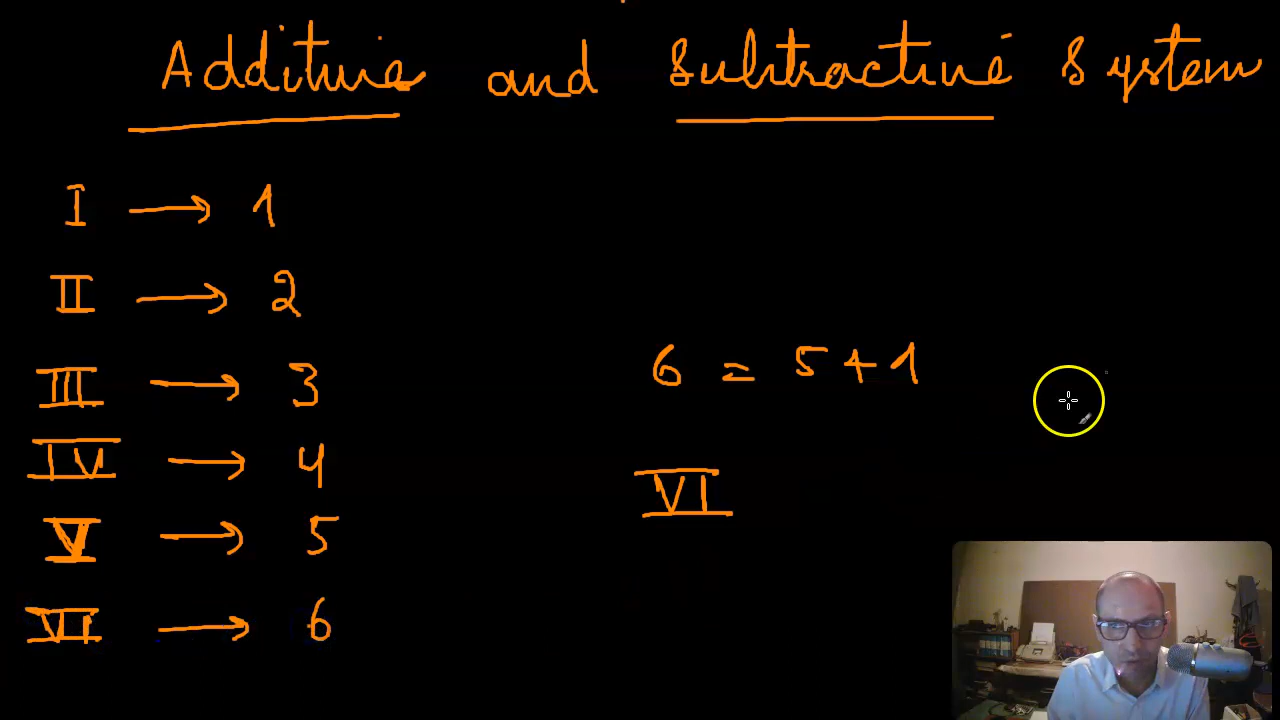 Additive and Subtractive System
I → 1
II → 2
III → 3
IV → 4
V → 5
VI → 6
6 = 5 + 1
VI